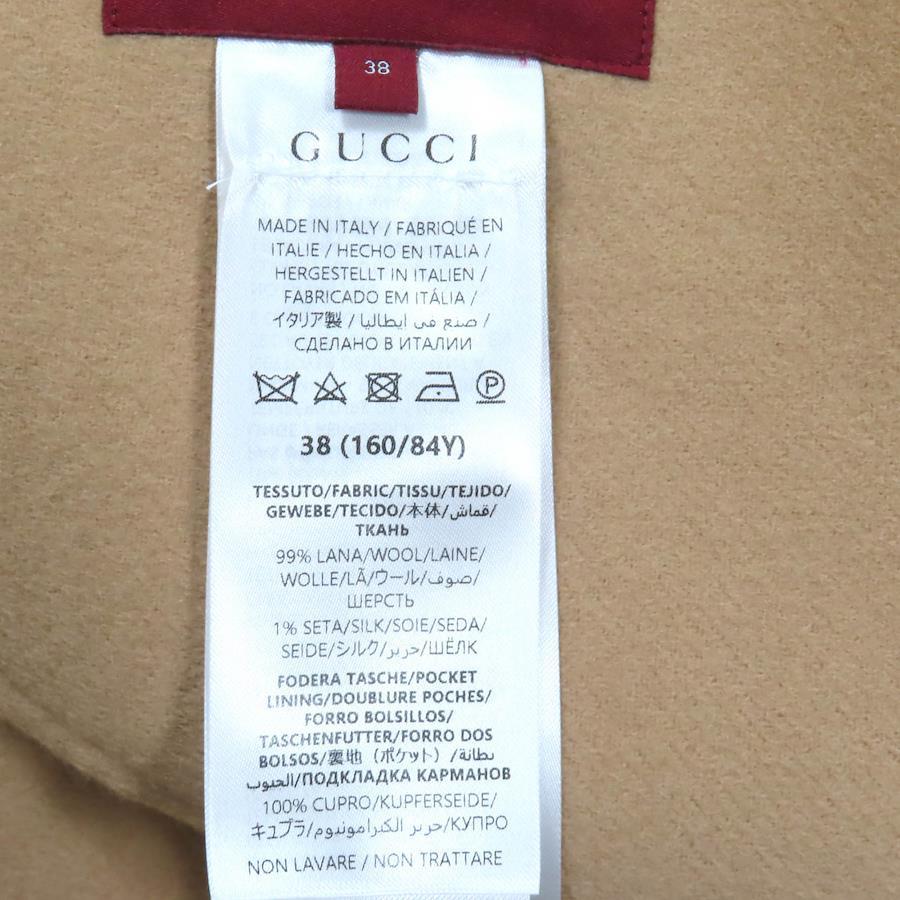 38
GUCCI
MADE IN ITALY / FABRIQUÉ EN
ITALIE / HECHO EN ITALIA /
HERGESTELLT IN ITALIEN /
FABRICADO EM ITÁLIA /
イタリア製 / صنع في ايطاليا /
СДЕЛАНО В ИТАЛИИ
P
38 (160/84Y)
TESSUTO/FABRIC/TISSU/TEJIDO/
GEWEBE/TECIDO/本体/قماش/
ТКАНЬ
99% LANA/WOOL/LAINE/
WOLLE/LÃ/ウール/صوف/
ШЕРСТЬ
1% SETA/SILK/SOIE/SEDA/
SEIDE/シルク/حرير/ШЁЛК
FODERA TASCHE/POCKET
LINING/DOUBLURE POCHES/
FORRO BOLSILLOS/
TASCHENFUTTER/FORRO DOS
BOLSOS/裏地 (ポケット) /بطانة
الجيوب/ПОДКЛАДКА КАРМАНОВ
100% CUPRO/KUPFERSEIDE/
キュプラ/حرير الكبرامونيوم/КУПРО
NON LAVARE / NON TRATTARE